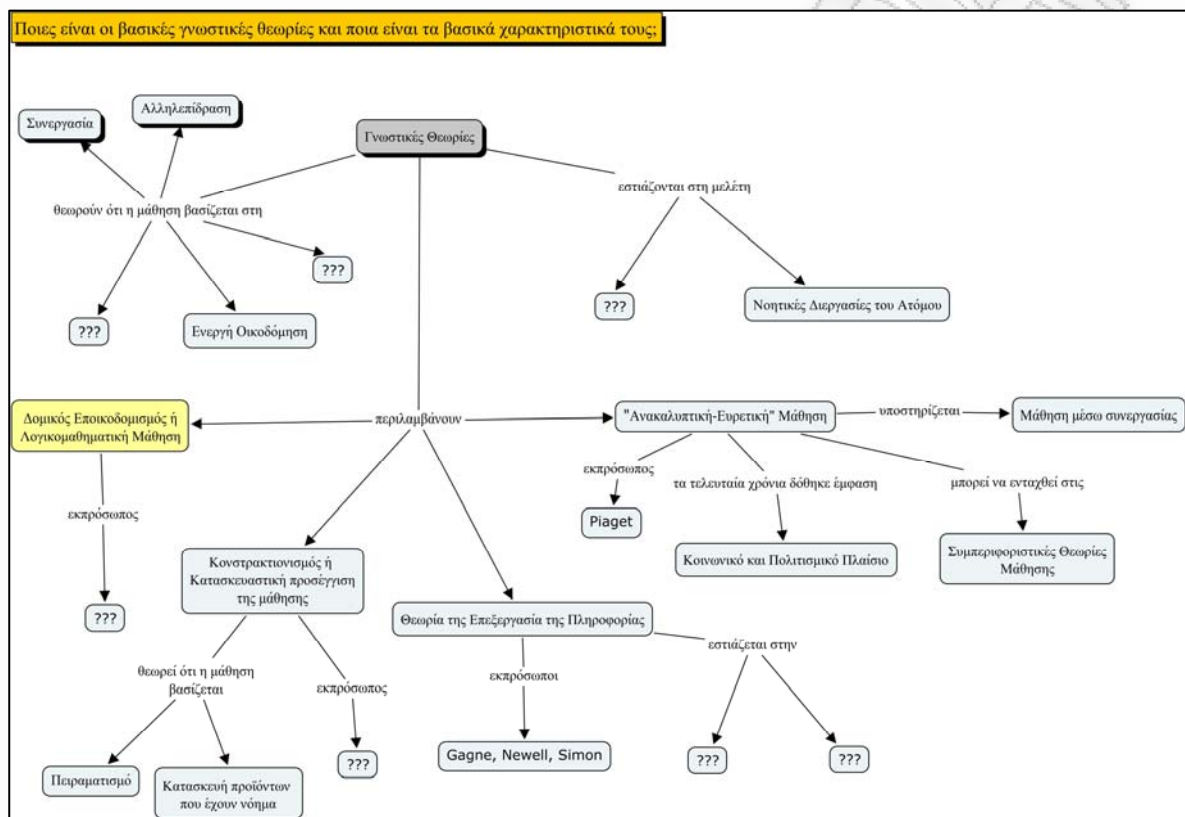 Ποιες είναι οι βασικές γνωστικές θεωρίες και ποια είναι τα βασικά χαρακτηριστικά τους;
Συνεργασία
Αλληλεπίδραση
Γνωστικές Θεωρίες
θεωρούν ότι η μάθηση βασίζεται στη
εστιάζονται στη μελέτη
???
???
Ενεργή Οικοδόμηση
???
Νοητικές Διεργασίες του Ατόμου
Δομικός Εποικοδομισμός ή
Λογικομαθηματική Μάθηση
περιλαμβάνουν
"Ανακαλυπτική-Ευρετική" Μάθηση
υποστηρίζεται
Μάθηση μέσω συνεργασίας
εκπρόσωπος
???
εκπρόσωπος
Piaget
τα τελευταία χρόνια δόθηκε έμφαση
Κοινωνικό και Πολιτισμικό Πλαίσιο
μπορεί να ενταχθεί στις
Συμπεριφοριστικές Θεωρίες
Μάθησης
Κονστρακτιονισμός ή
Κατασκευαστική προσέγγιση
της μάθησης
Θεωρία της Επεξεργασία της Πληροφορίας
θεωρεί ότι η μάθηση
βασίζεται
εκπρόσωπος
εκπρόσωποι
εστιάζεται στην
Πειραματισμό
Κατασκευή προϊόντων
που έχουν νόημα
???
Gagne, Newell, Simon
???
???